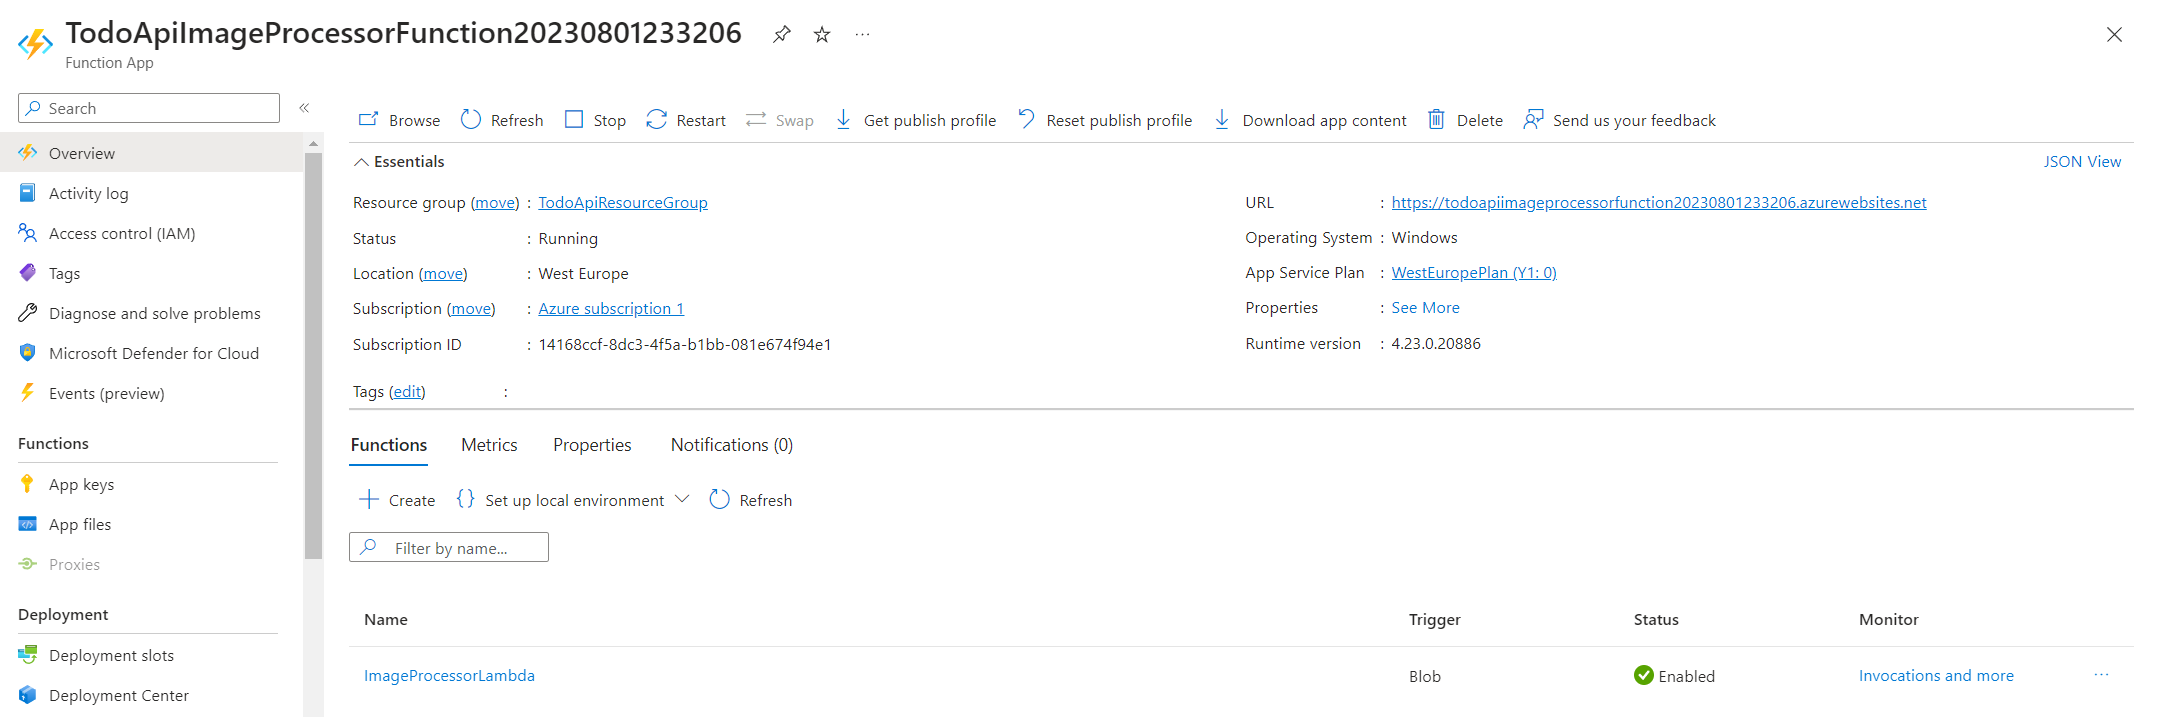 TodoApiImageProcessorFunction20230801233206
Function App
Search
Overview
Activity log
Access control (IAM)
Tags
Diagnose and solve problems
Microsoft Defender for Cloud
Events (preview)
Functions
App keys
App files
Proxies
Deployment
Deployment slots
Deployment Center
Browse Refresh Stop Restart Swap Get publish profile Reset publish profile Download app content Delete Send us your feedback
Essentials JSON View
Resource group (move) : TodoApiResourceGroup
Status : Running
Location (move) : West Europe
Subscription (move) : Azure subscription 1
Subscription ID : 14168ccf-8dc3-4f5a-b1bb-081e674f94e1
Tags (edit) :
URL : https://todoapiimageprocessorfunction20230801233206.azurewebsites.net
Operating System : Windows
App Service Plan : WestEuropePlan (Y1: 0)
Properties : See More
Runtime version : 4.23.0.20886
Functions Metrics Properties Notifications (0)
Create Set up local environment Refresh
Filter by name...
Name Trigger Status Monitor
ImageProcessorLambda Blob Enabled Invocations and more